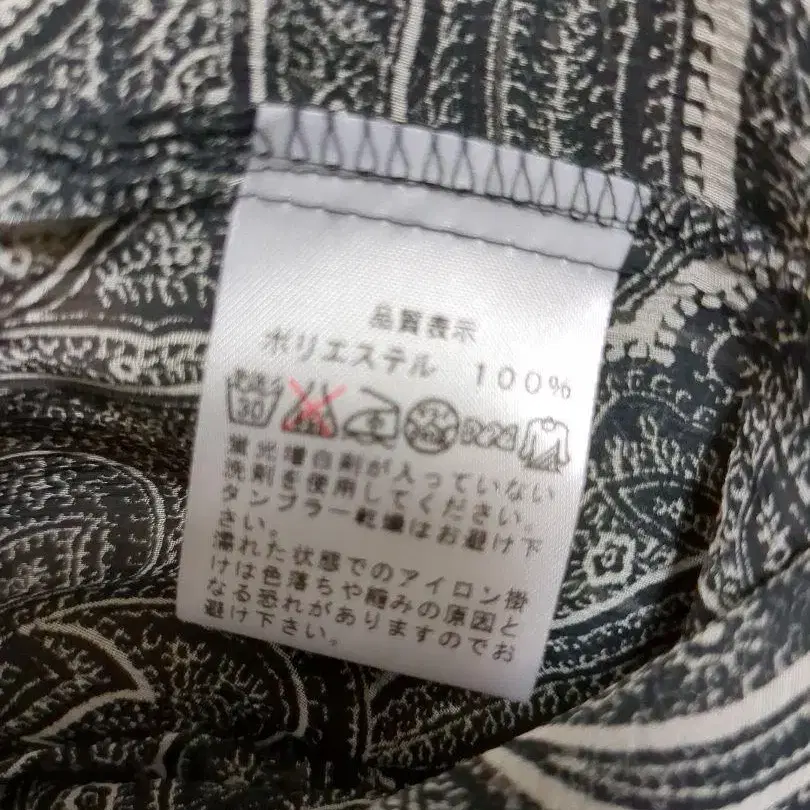 品質表示
ポリエステル 100%
30
蛍光増白剤が入っていない
洗剤を使用してください。
タンブラー乾燥はお避け下
さい。
濡れた状態でのアイロン掛
けは色落ちや縮みの原因と
なる恐れがありますのでお
避け下さい。